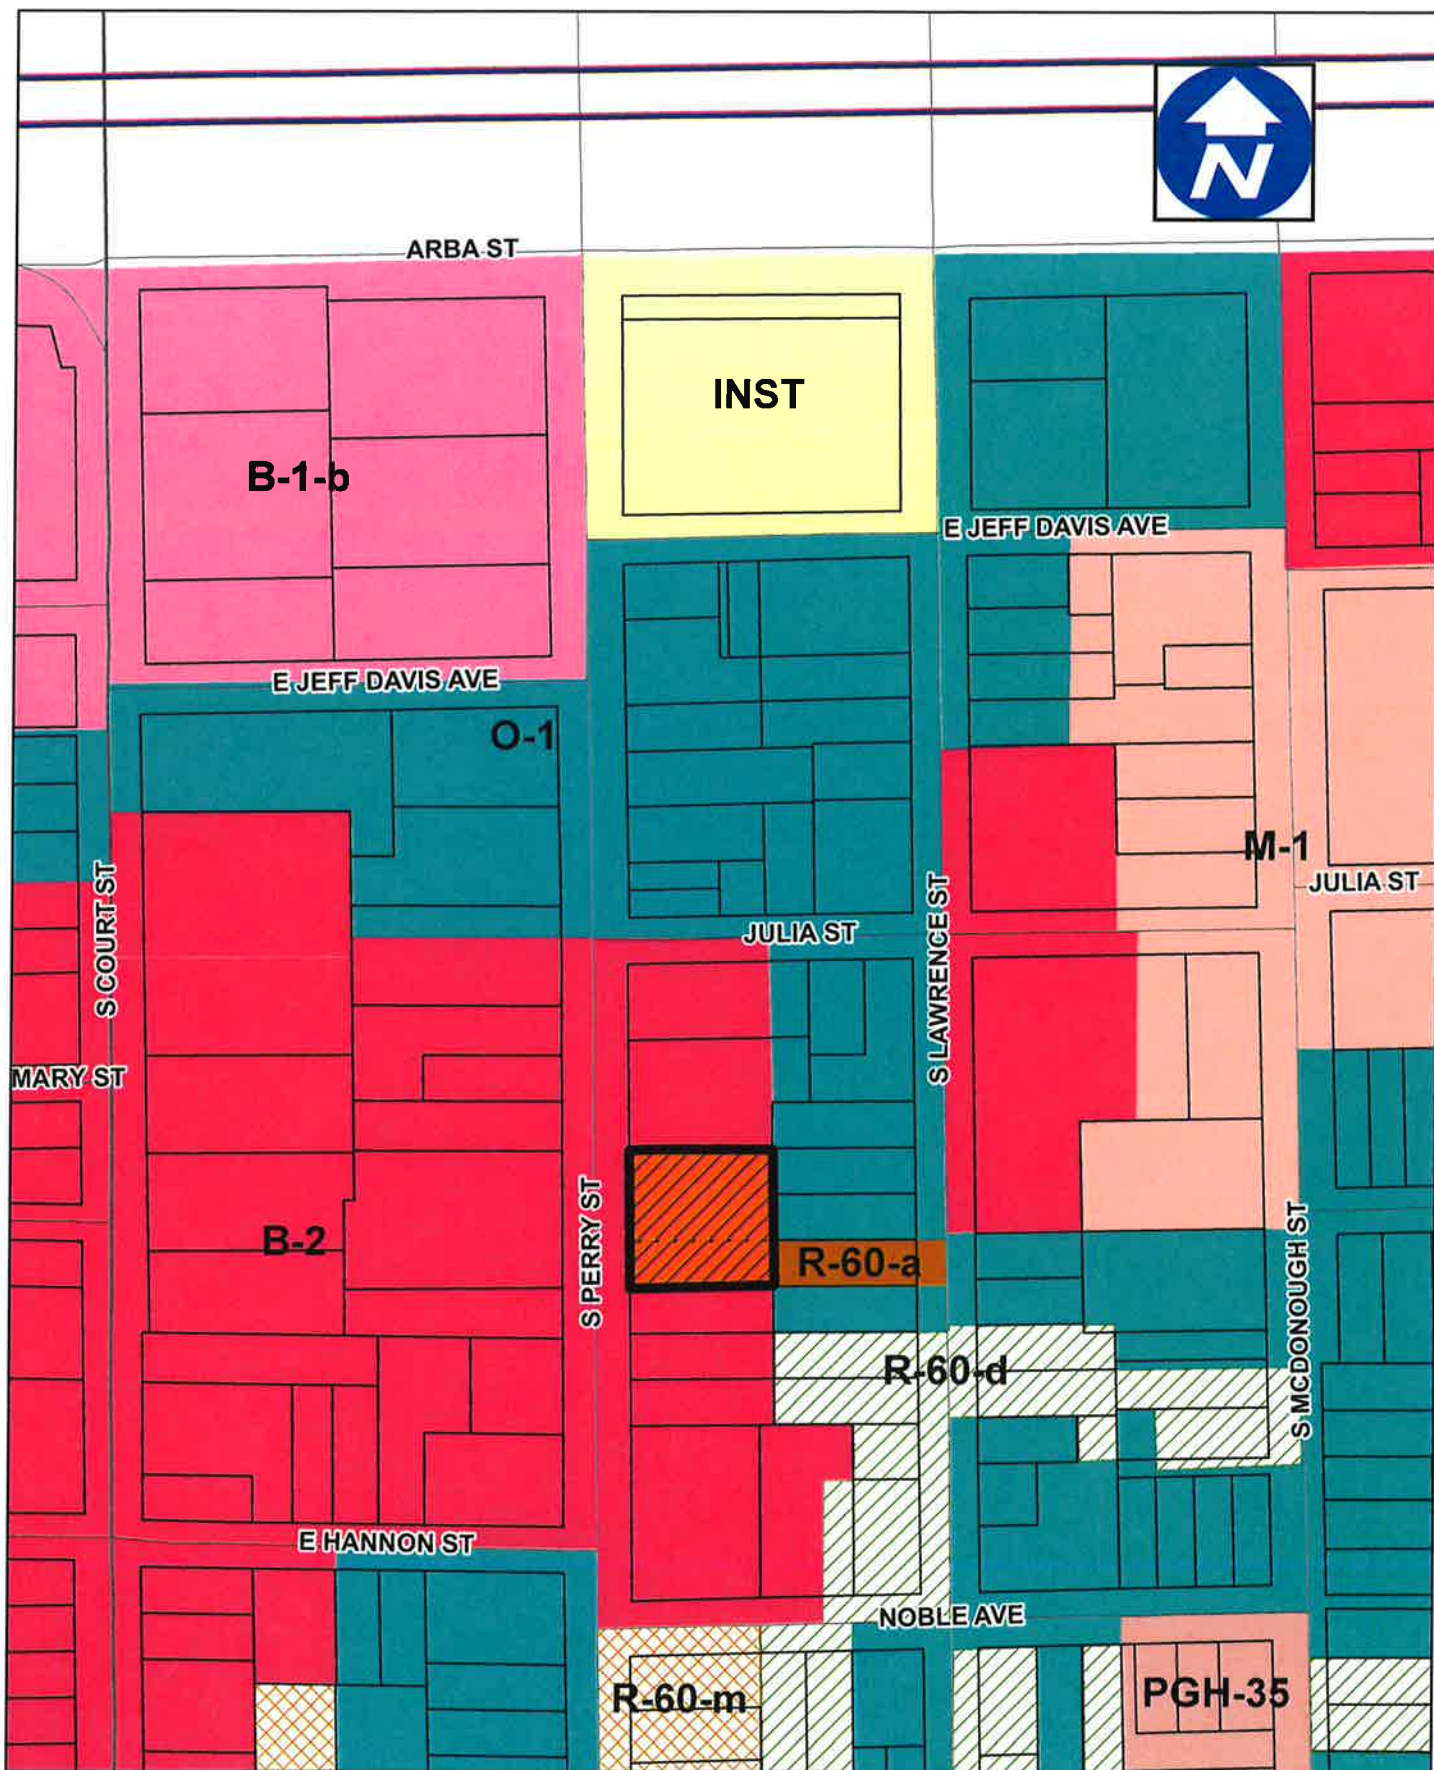 N
ARBA ST
INST
B-1-b
E JEFF DAVIS AVE
E JEFF DAVIS AVE
O-1
M-1
JULIA ST
S COURT ST
S LAWRENCE ST
JULIA ST
MARY ST
S PERRY ST
B-2
R-60-a
S MCDONOUGH ST
R-60-d
E HANNON ST
NOBLE AVE
R-60-m
PGH-35